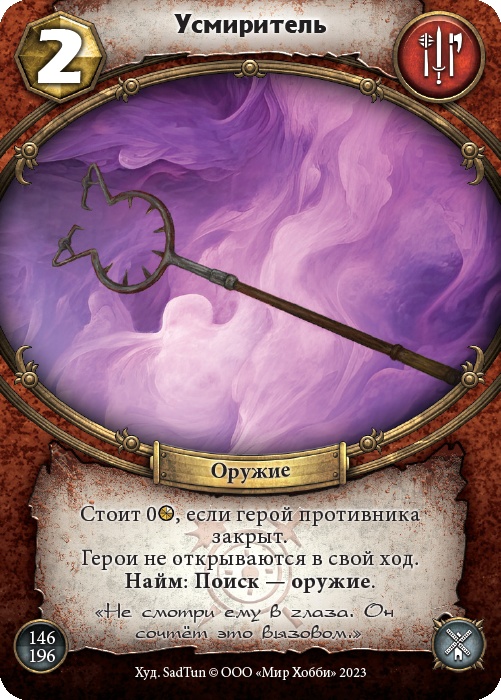 Усмиритель
2
Оружие
Стоит 0, если герой противника
закрыт.
Герои не открываются в свой ход.
Найм: Поиск — оружие.
«Не смотри ему в глаза. Он
сочтёт это вызовом.»
146
196
Худ. SadTun © ООО «Мир Хобби» 2023